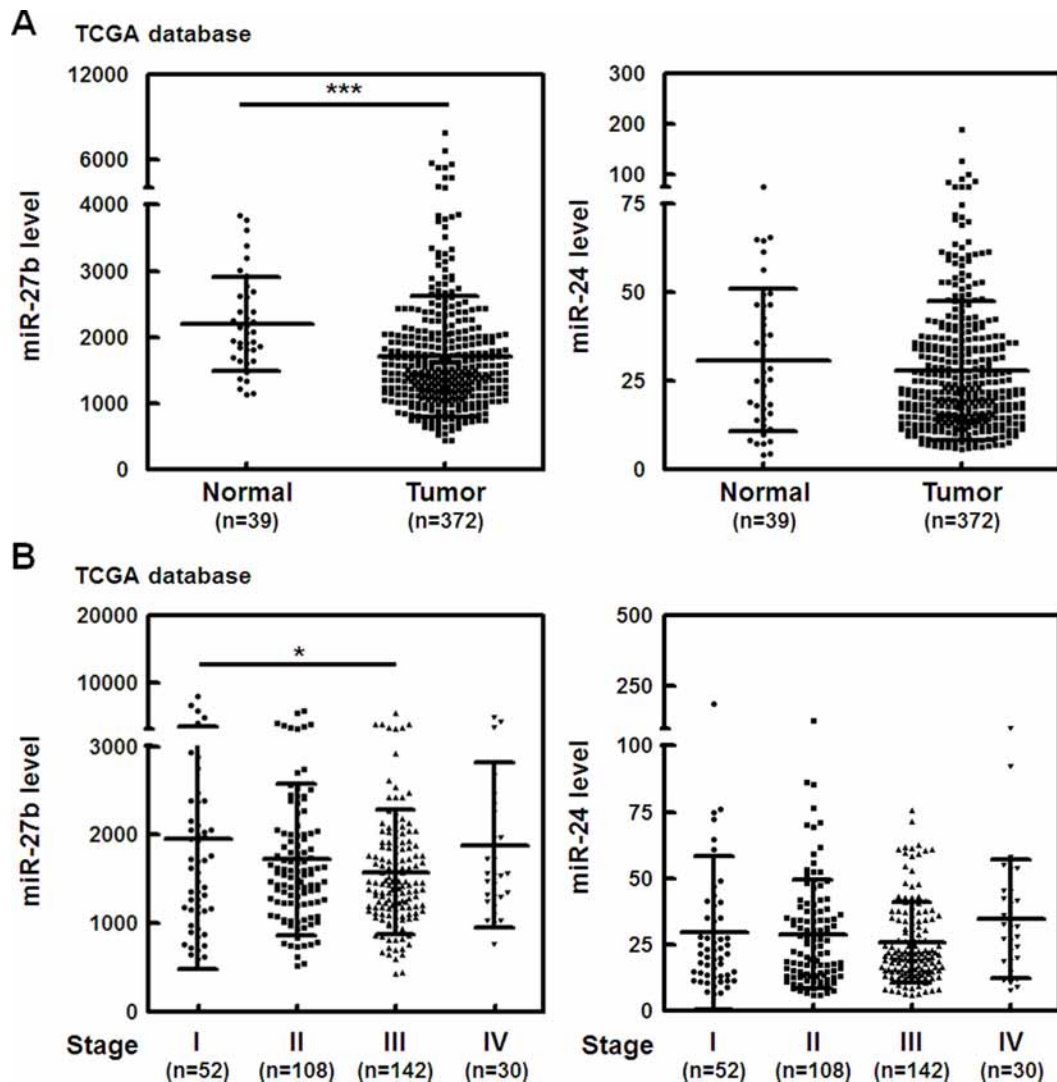 A
TCGA database
miR-27b level
12000
6000
4000
3000
2000
1000
0
***
Normal
(n=39)
Tumor
(n=372)
miR-24 level
300
200
100
75
50
25
0
Normal
(n=39)
Tumor
(n=372)
B
TCGA database
miR-27b level
20000
10000
3000
2000
1000
0
*
Stage
I
II
III
IV
(n=52)
(n=108)
(n=142)
(n=30)
miR-24 level
500
250
100
75
50
25
0
I
II
III
IV
(n=52)
(n=108)
(n=142)
(n=30)